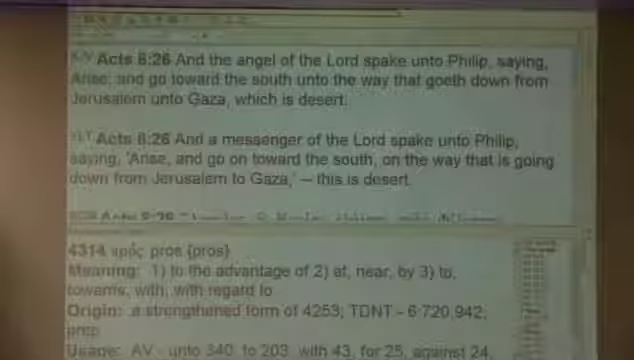 KJV Acts 8:26 And the angel of the Lord spake unto Philip, saying,
Arise, and go toward the south unto the way that goeth down from
Jerusalem unto Gaza, which is desert.
YLT Acts 8:26 And a messenger of the Lord spake unto Philip,
saying, 'Arise, and go on toward the south, on the way that is going
down from Jerusalem to Gaza,' -- this is desert.
4314 πρός pros {pros}
Meaning: 1) to the advantage of 2) at, near, by 3) to,
towards, with, with regard to
Origin: a strengthened form of 4253; TDNT - 6:720,942;
prep
Usage: AV - unto 340, to 203, with 43, for 25, against 24,